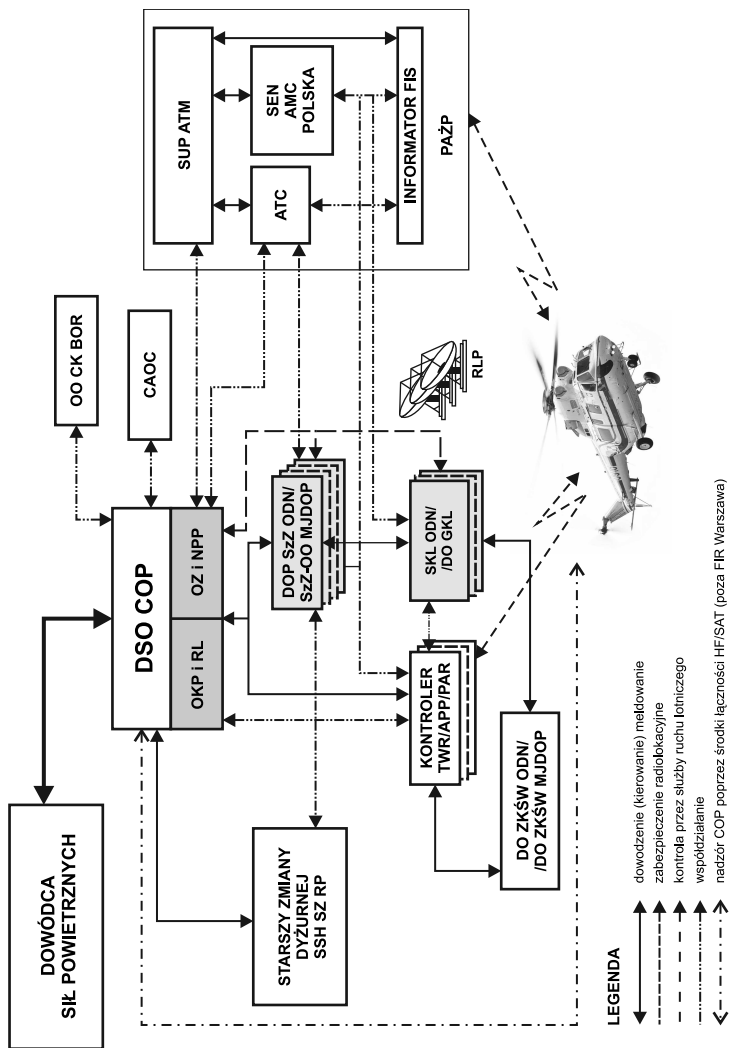 DOWÓDCA
SIŁ POWIETRZNYCH
DSO COP
OKP i RL
OZ i NPP
OO CK BOR
CAOC
SUP ATM
ATC
SEN
AMC
POLSKA
INFORMATOR FIS
PAŻP
STARSZY ZMIANY
DYŻURNEJ
SSH SZ RP
DOP SzZ ODN/
SzZ-OO MJDOP
KONTROLER
TWR/APP/PAR
SKL ODN/
/DO GKL
RLP
DO ZKŚW ODN/
/DO ZKŚW MJDOP
LEGENDA
dowodzenie (kierowanie) meldowanie
zabezpieczenie radiolokacyjne
kontrola przez służby ruchu lotniczego
współdziałanie
nadzór COP poprzez środki łączności HF/SAT (poza FIR Warszawa)